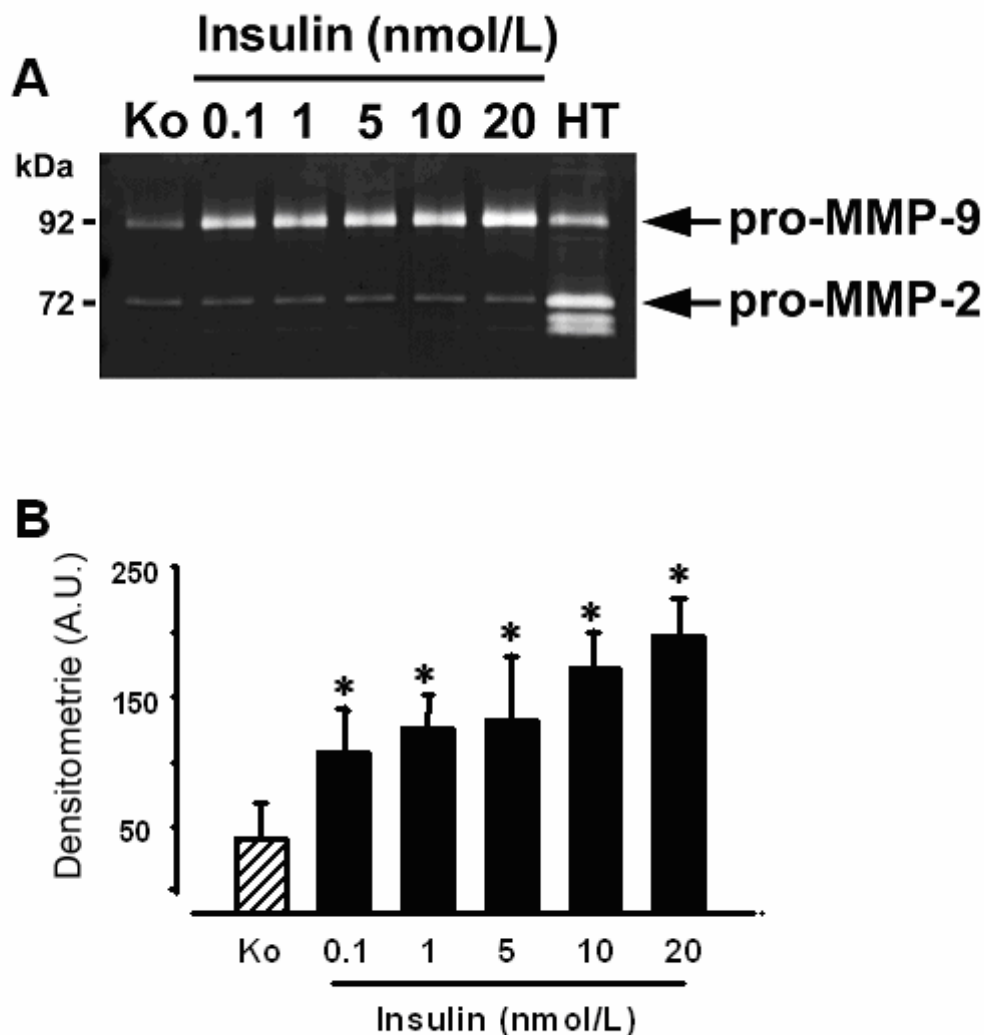 Insulin (nmol/L)
A
Ko 0.1 1 5 10 20 HT
kDa
92 - pro-MMP-9
72 - pro-MMP-2
B
Densitometrie (A.U.)
250
150
50
* * * * *
Ko 0.1 1 5 10 20
Insulin (nmol/L)